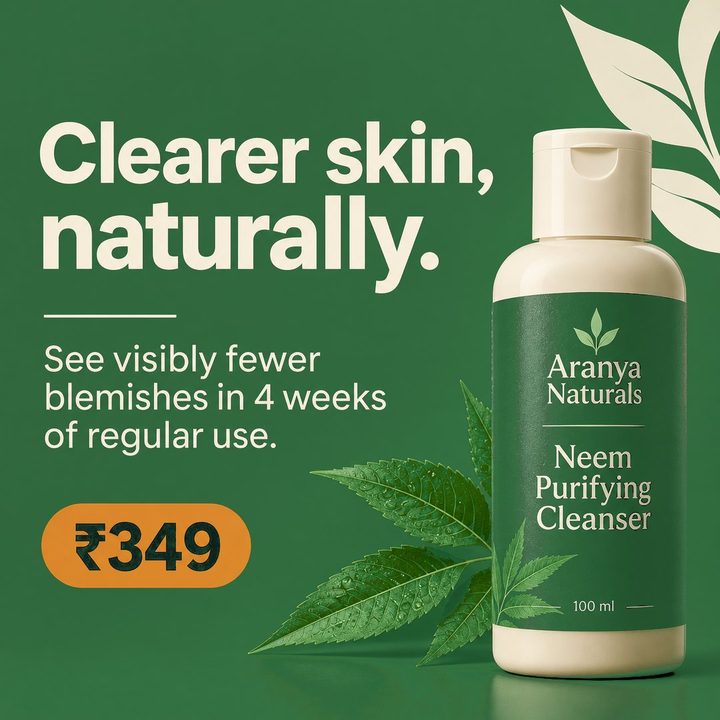 Clearer skin,
naturally.
See visibly fewer
blemishes in 4 weeks
of regular use.
₹349
Aranya
Naturals
Neem
Purifying
Cleanser
100 ml